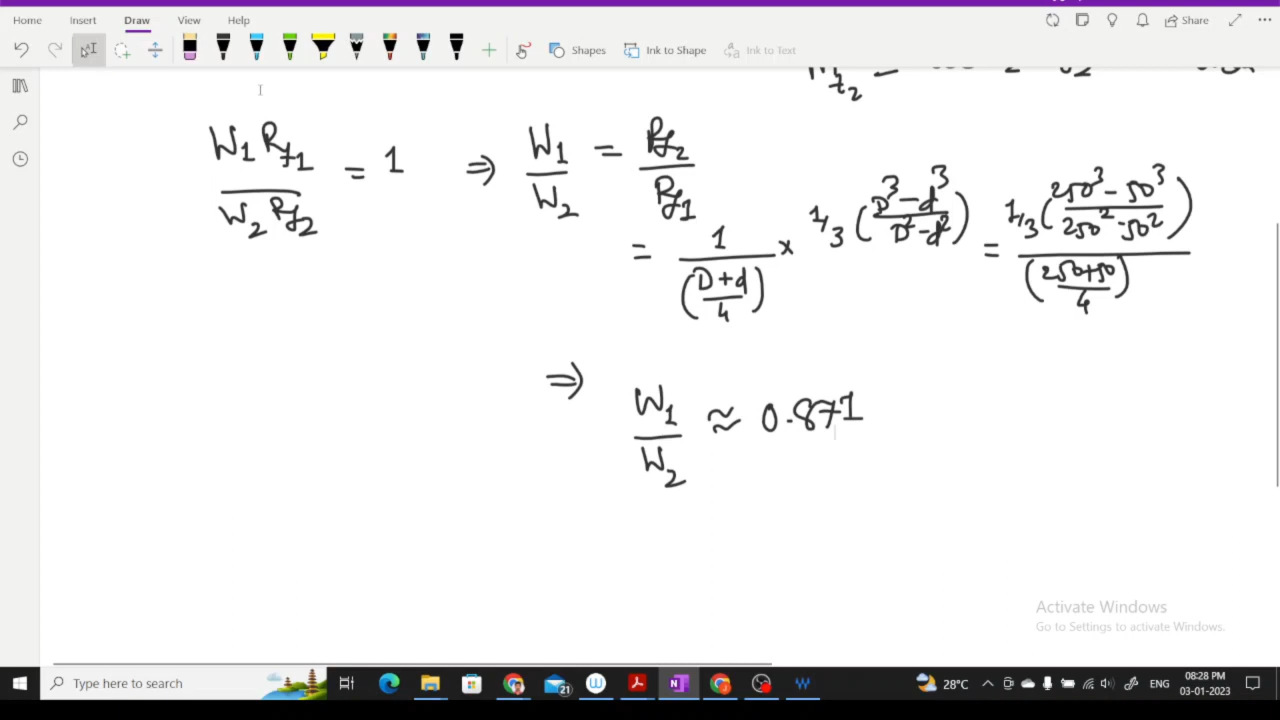 Home Insert Draw View Help
Share
Shapes Ink to Shape Ink to Text
W1 Rf1 / W2 Rf2 = 1 ⇒ W1/W2 = Rf2/Rf1
= 1/((D+d)/4) × 1/3 ((D³-d³)/(D²-d²)) = 1/3 ((250³-50³)/(250²-50²)) / ((250+50)/4)
⇒ W1/W2 ≈ 0.871
Activate Windows
Go to Settings to activate Windows.
Type here to search
21
28°C
ENG
08:28 PM
03-01-2023